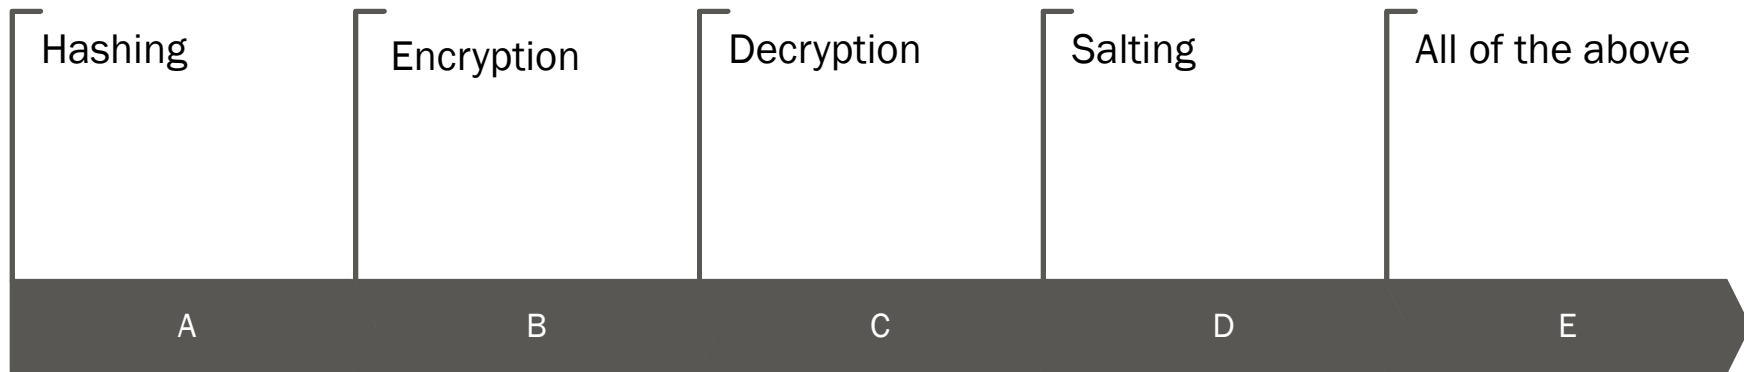 Hashing
Encryption
Decryption
Salting
All of the above
A
B
C
D
E